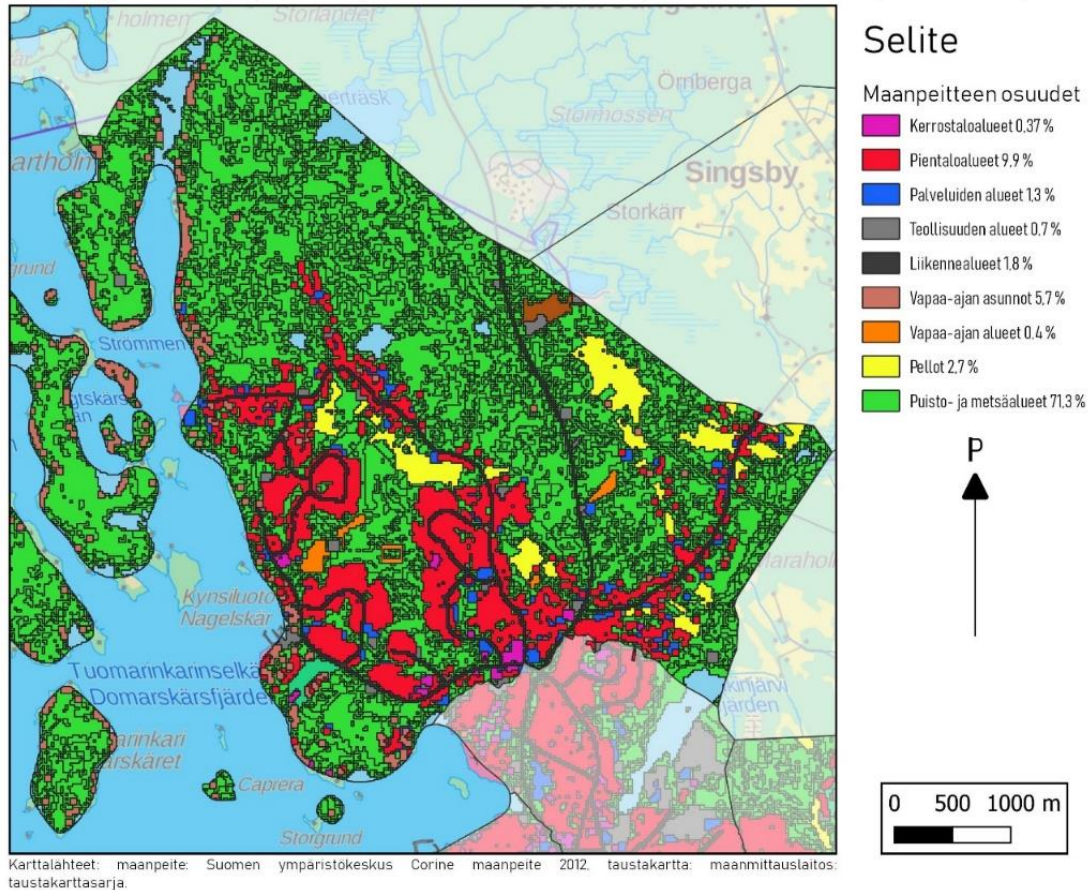 holmen
Storlandet
Ömberga
Stormossen
Singsby
Storkärr
grund
Strömmen
Kynsiluoto
Nagelskär
Tuomarinkarinselkä
Domarskärsfjärden
Caprera
Storgrund
Selite
Maanpeitteen osuudet
Kerrostaloalueet 0,37 %
Pientaloalueet 9,9 %
Palveluiden alueet 1,3 %
Teollisuuden alueet 0,7 %
Liikennealueet 1,8 %
Vapaa-ajan asunnot 5,7 %
Vapaa-ajan alueet 0.4 %
Pellot 2,7 %
Puisto- ja metsäalueet 71,3 %
P
0 500 1000 m
Karttalähteet: maanpeite: Suomen ympäristökeskus Corine maanpeite 2012, taustakartta: maanmittauslaitos:
taustakarttasarja.